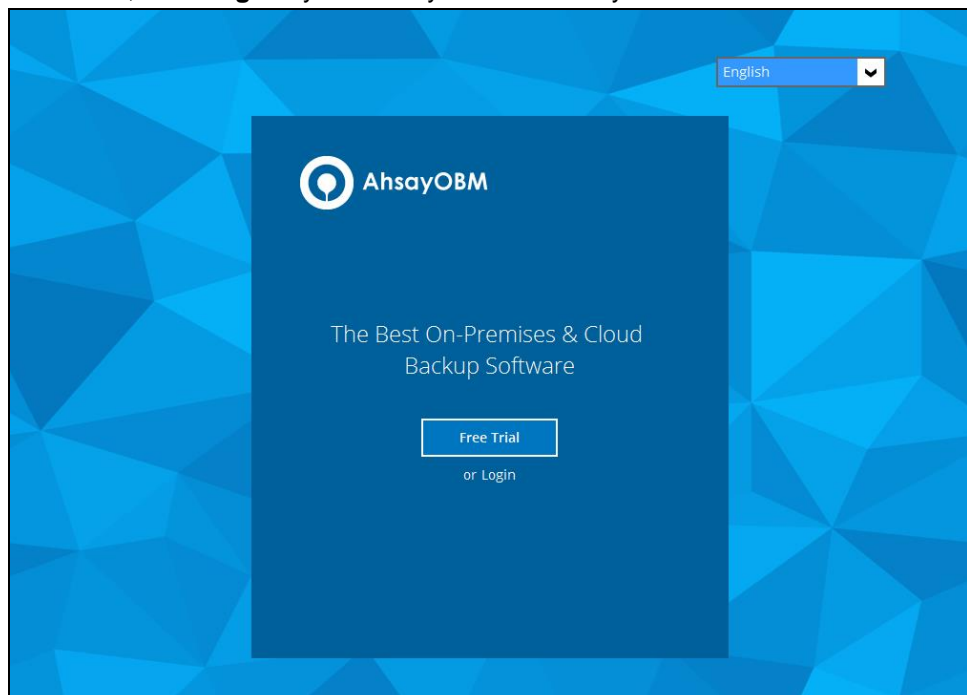 English
AhsayOBM
The Best On-Premises & Cloud
Backup Software
Free Trial
or Login